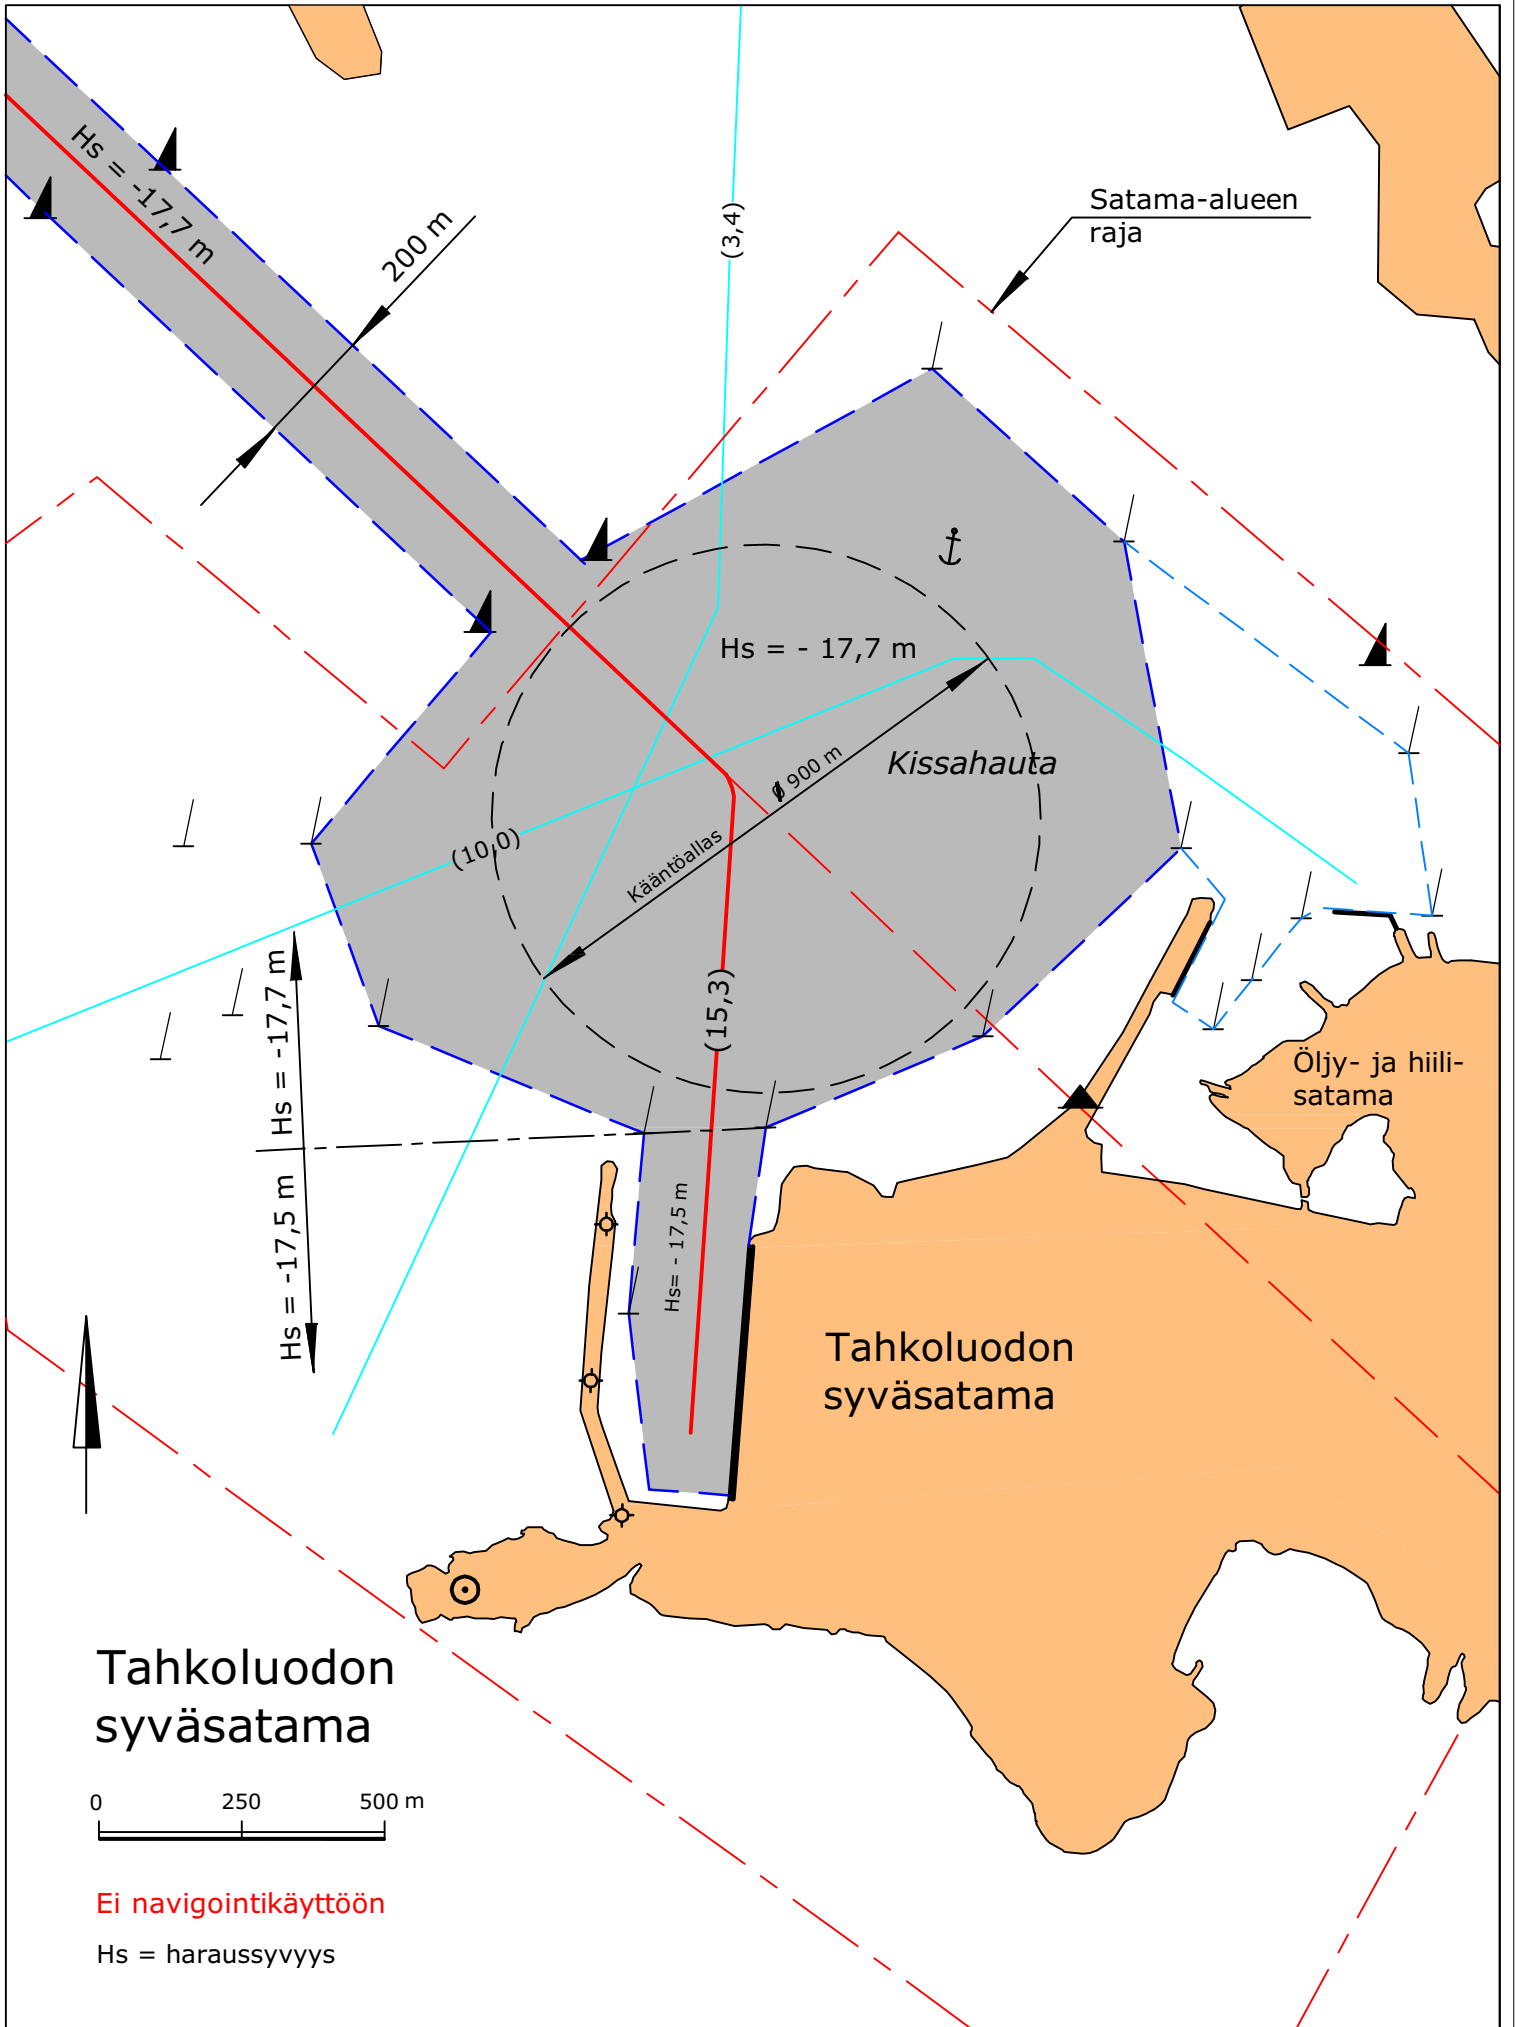 Hs = -17,7 m
200 m
(3,4)
Satama-alueen
raja
Hs = - 17,7 m
Kissahauta
ø 900 m
Kääntöallas
(10,0)
(15,3)
Hs = -17,7 m
Hs = -17,5 m
Hs= - 17,5 m
Öljy- ja hiili-
satama
Tahkoluodon
syväsatama
Tahkoluodon
syväsatama
0 250 500 m
Ei navigointikäyttöön
Hs = haraussyvyys